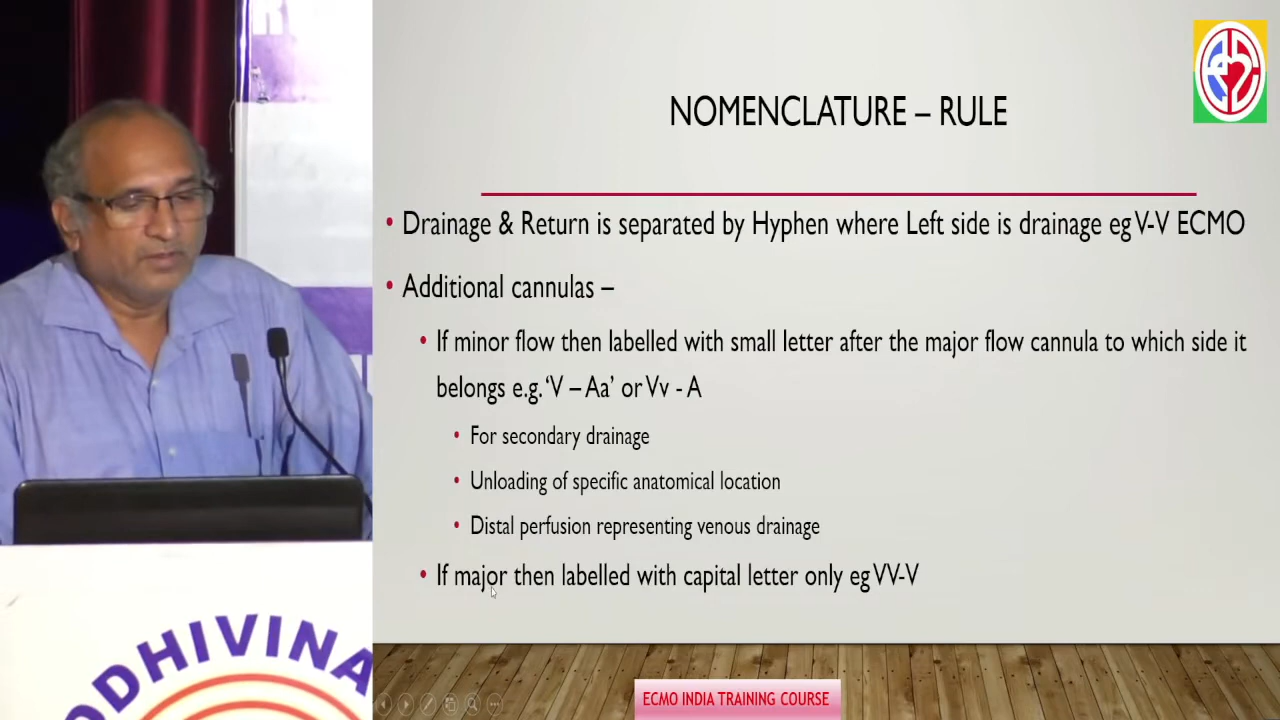 NOMENCLATURE – RULE
• Drainage & Return is separated by Hyphen where Left side is drainage eg V-V ECMO
• Additional cannulas –
• If minor flow then labelled with small letter after the major flow cannula to which side it
belongs e.g. ‘V – Aa’ or Vv - A
• For secondary drainage
• Unloading of specific anatomical location
• Distal perfusion representing venous drainage
• If major then labelled with capital letter only eg VV-V
ECMO INDIA TRAINING COURSE